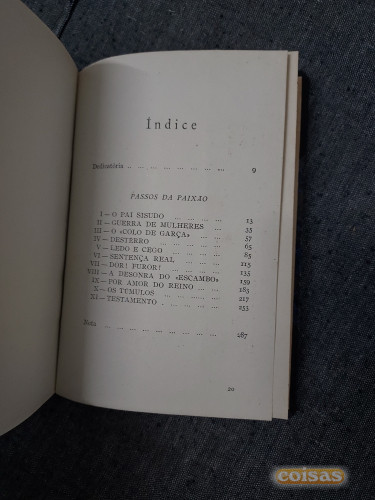 Índice
Dedicatória ... ... ... ... ... ... ... 9
PASSOS DA PAIXÃO
I — O PAI SISUDO ... ... ... ... 13
II — GUERRA DE MULHERES ... ... 35
III — O «COLO DE GARÇA» ... ... ... 57
IV — DESTERRO ... ... ... ... ... 65
V — LEDO E CEGO ... ... ... ... 85
VI — SENTENÇA REAL ... ... ... ... 115
VII — DOR! FUROR! ... ... ... ... 135
VIII — A DESONRA DO «ESCAMBO» ... 159
IX — POR AMOR DO REINO ... ... ... 183
X — OS TÚMULOS ... ... ... ... 217
XI — TESTAMENTO ... ... ... ... 253
Nota ... ... ... ... ... ... ... 287
coisas